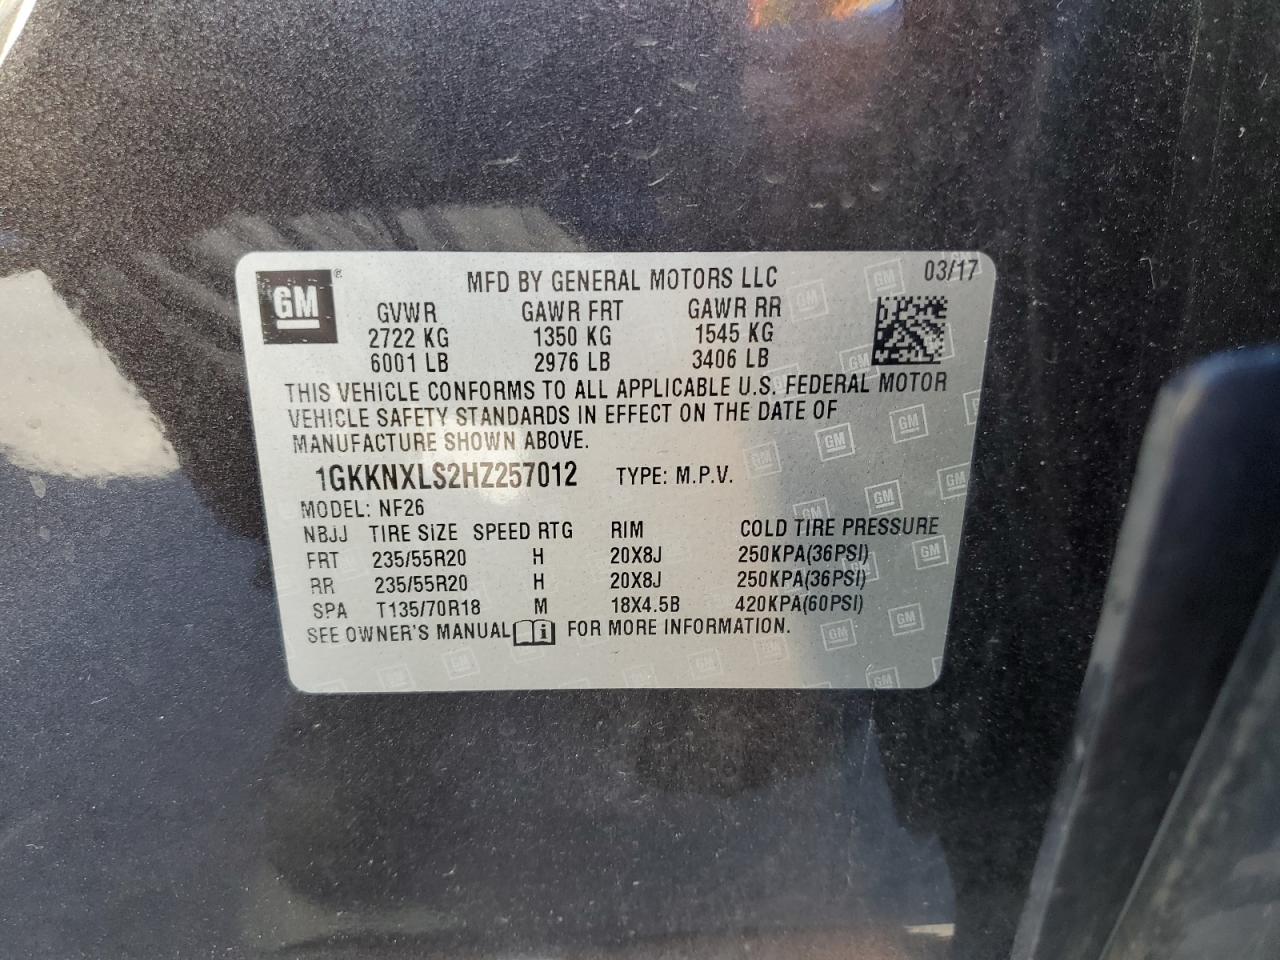 GM ®
MFD BY GENERAL MOTORS LLC 03/17
GVWR GAWR FRT GAWR RR
2722 KG 1350 KG 1545 KG
6001 LB 2976 LB 3406 LB
THIS VEHICLE CONFORMS TO ALL APPLICABLE U.S. FEDERAL MOTOR
VEHICLE SAFETY STANDARDS IN EFFECT ON THE DATE OF
MANUFACTURE SHOWN ABOVE.
1GKKNXLS2HZ257012 TYPE: M.P.V.
MODEL: NF26
NBJJ TIRE SIZE SPEED RTG RIM COLD TIRE PRESSURE
FRT 235/55R20 H 20X8J 250KPA(36PSI)
RR 235/55R20 H 20X8J 250KPA(36PSI)
SPA T135/70R18 M 18X4.5B 420KPA(60PSI)
SEE OWNER'S MANUAL FOR MORE INFORMATION.